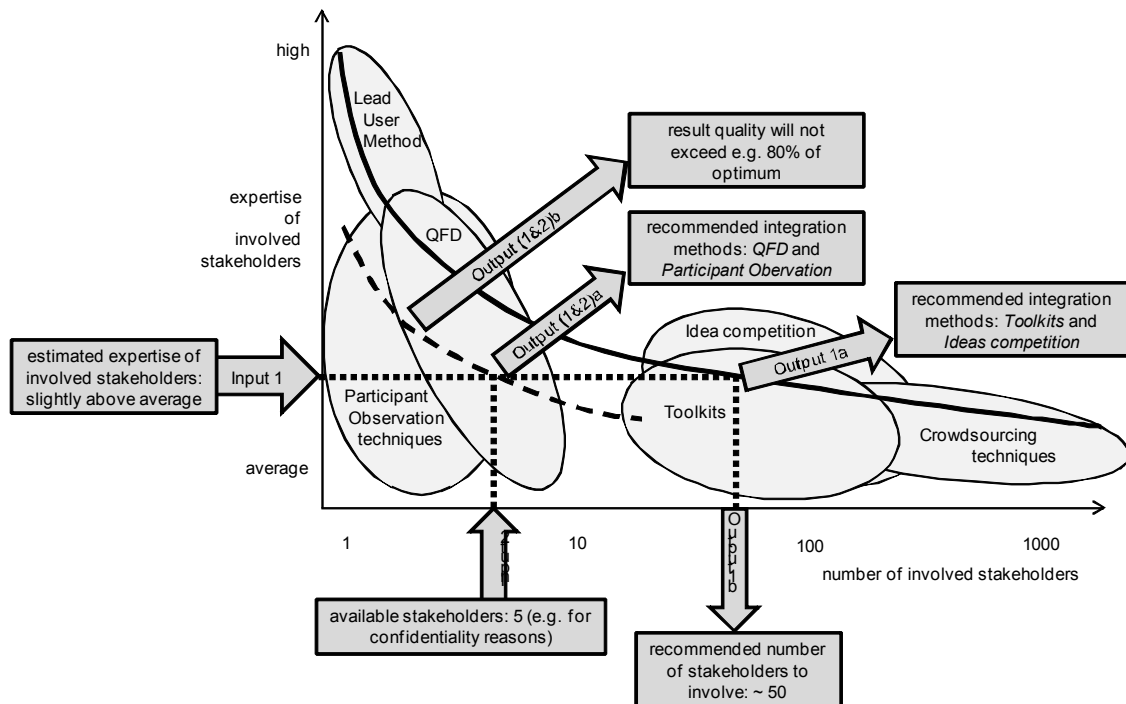 high
Lead
User
Method
expertise
of
involved
stakeholders
average
QFD
Participant
Observation
techniques
Idea competition
Toolkits
Crowdsourcing
techniques
result quality will not
exceed e.g. 80% of
optimum
Output (1&2)b
recommended integration
methods: QFD and
Participant Obervation
Output (1&2)a
recommended integration
methods: Toolkits and
Ideas competition
Output 1a
estimated expertise of
involved stakeholders:
slightly above average
Input 1
Output 1b
1
10
100
1000
number of involved stakeholders
available stakeholders: 5 (e.g. for
confidentiality reasons)
recommended number
of stakeholders to
involve: ~ 50